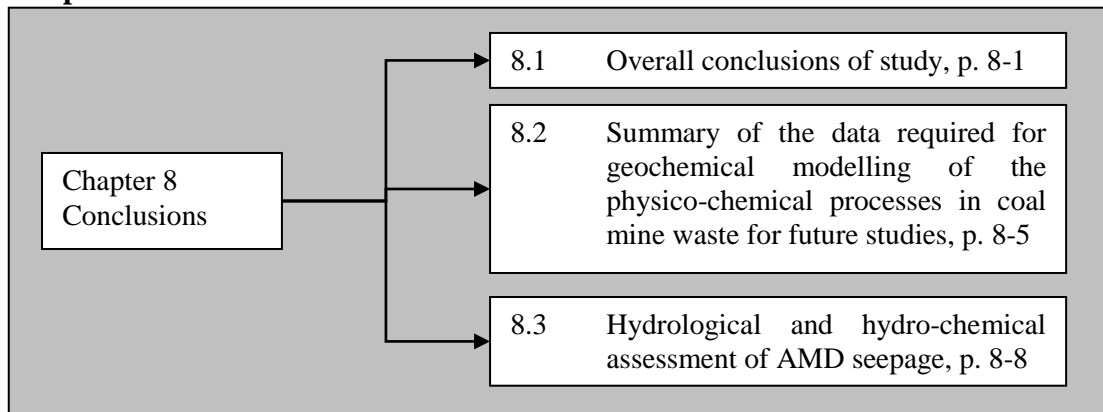 Chapter 8
Conclusions
8.1 Overall conclusions of study, p. 8-1
8.2 Summary of the data required for
geochemical modelling of the
physico-chemical processes in coal
mine waste for future studies, p. 8-5
8.3 Hydrological and hydro-chemical
assessment of AMD seepage, p. 8-8